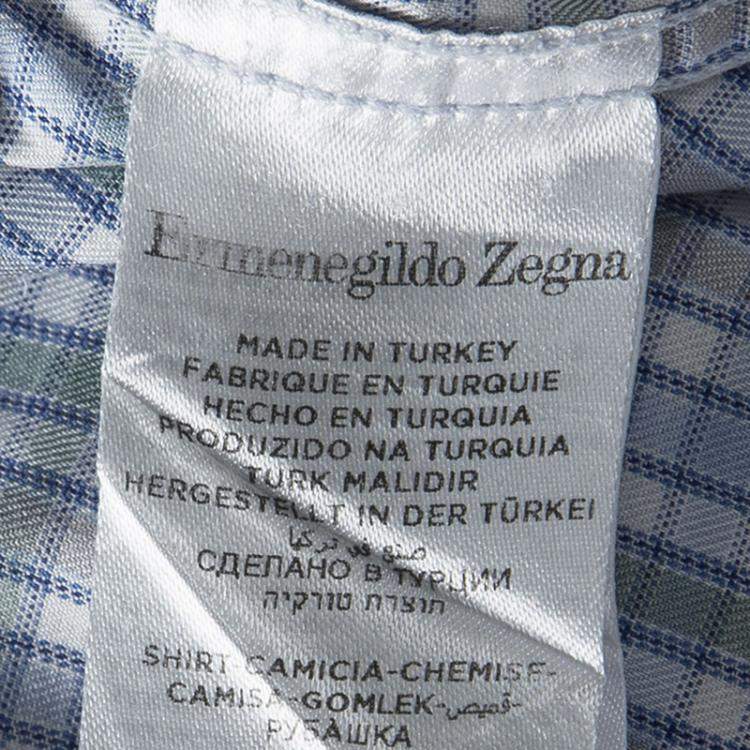 Ermenegildo Zegna
MADE IN TURKEY
FABRIQUE EN TURQUIE
HECHO EN TURQUIA
PRODUZIDO NA TURQUIA
TURK MALIDIR
HERGESTELLT IN DER TÜRKEI
صنع في تركيا
СДЕЛАНО В ТУРЦИИ
תוצרת טורקיה
SHIRT-CAMICIA-CHEMISE-
CAMISA-GOMLEK-قميص-
РУБАШКА